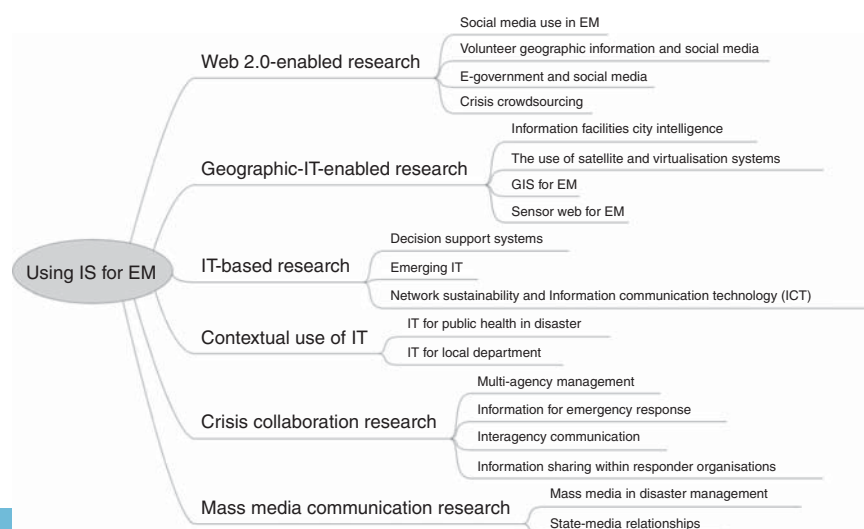 Using IS for EM
Web 2.0-enabled research
Social media use in EM
Volunteer geographic information and social media
E-government and social media
Crisis crowdsourcing
Geographic-IT-enabled research
Information facilities city intelligence
The use of satellite and virtualisation systems
GIS for EM
Sensor web for EM
IT-based research
Decision support systems
Emerging IT
Network sustainability and Information communication technology (ICT)
Contextual use of IT
IT for public health in disaster
IT for local department
Crisis collaboration research
Multi-agency management
Information for emergency response
Interagency communication
Information sharing within responder organisations
Mass media communication research
Mass media in disaster management
State-media relationships